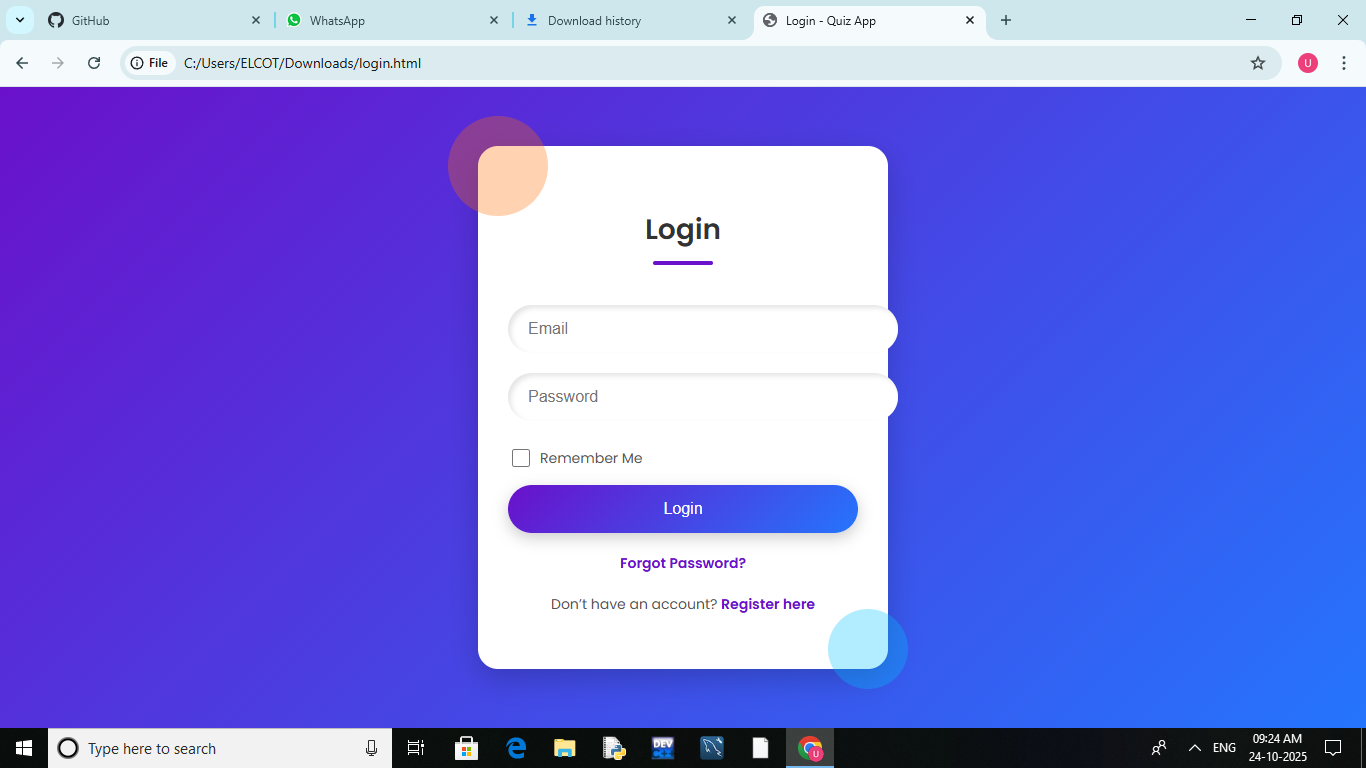 GitHub
WhatsApp
Download history
Login - Quiz App
File
C:/Users/ELCOT/Downloads/login.html
U
Login
Email
Password
Remember Me
Login
Forgot Password?
Don’t have an account? Register here
Type here to search
DEV
U
ENG
09:24 AM
24-10-2025